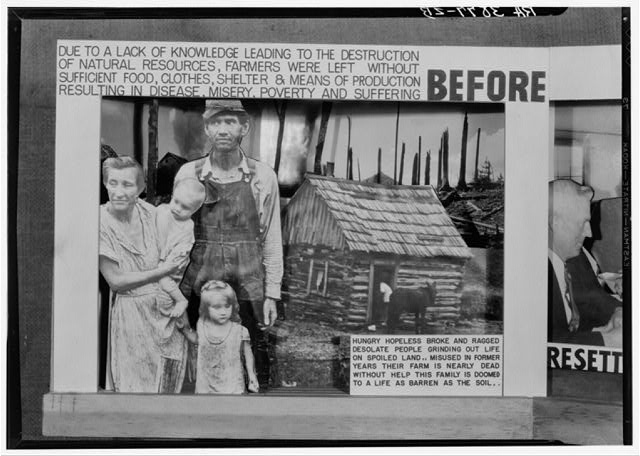 RA 3077-ZB
DUE TO A LACK OF KNOWLEDGE LEADING TO THE DESTRUCTION
OF NATURAL RESOURCES, FARMERS WERE LEFT WITHOUT
SUFFICIENT FOOD, CLOTHES, SHELTER & MEANS OF PRODUCTION
RESULTING IN DISEASE, MISERY, POVERTY AND SUFFERING
BEFORE
HUNGRY HOPELESS BROKE AND RAGGED
DESOLATE PEOPLE GRINDING OUT LIFE
ON SPOILED LAND.. MISUSED IN FORMER
YEARS THEIR FARM IS NEARLY DEAD
WITHOUT HELP THIS FAMILY IS DOOMED
TO A LIFE AS BARREN AS THE SOIL..
RESETT